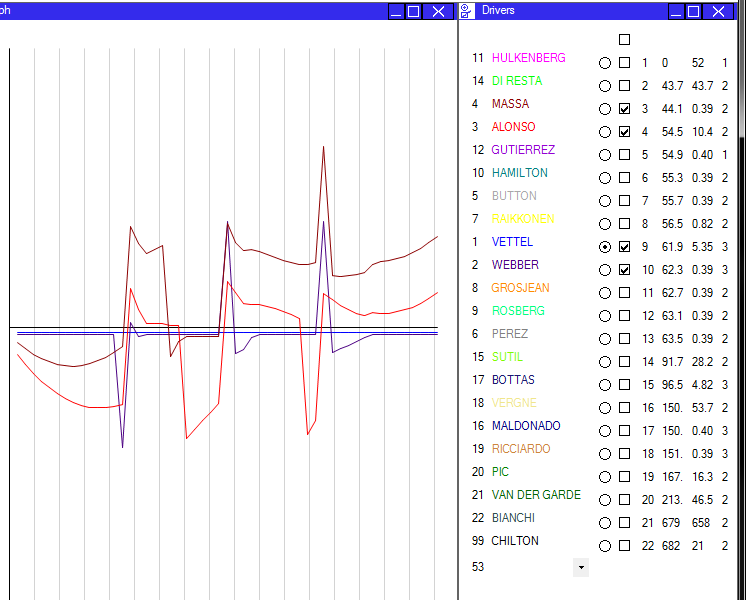 ph Drivers
11 HULKENBERG 1 0 52 1
14 DI RESTA 2 43.7 43.7 2
4 MASSA 3 44.1 0.39 2
3 ALONSO 4 54.5 10.4 2
12 GUTIERREZ 5 54.9 0.40 1
10 HAMILTON 6 55.3 0.39 2
5 BUTTON 7 55.7 0.39 2
7 RAIKKONEN 8 56.5 0.82 2
1 VETTEL 9 61.9 5.35 3
2 WEBBER 10 62.3 0.39 3
8 GROSJEAN 11 62.7 0.39 2
9 ROSBERG 12 63.1 0.39 2
6 PEREZ 13 63.5 0.39 2
15 SUTIL 14 91.7 28.2 2
17 BOTTAS 15 96.5 4.82 3
18 VERGNE 16 150. 53.7 2
16 MALDONADO 17 150. 0.40 3
19 RICCIARDO 18 151. 0.39 3
20 PIC 19 167. 16.3 2
21 VAN DER GARDE 20 213. 46.5 2
22 BIANCHI 21 679 658 2
99 CHILTON 22 682 21 2
53